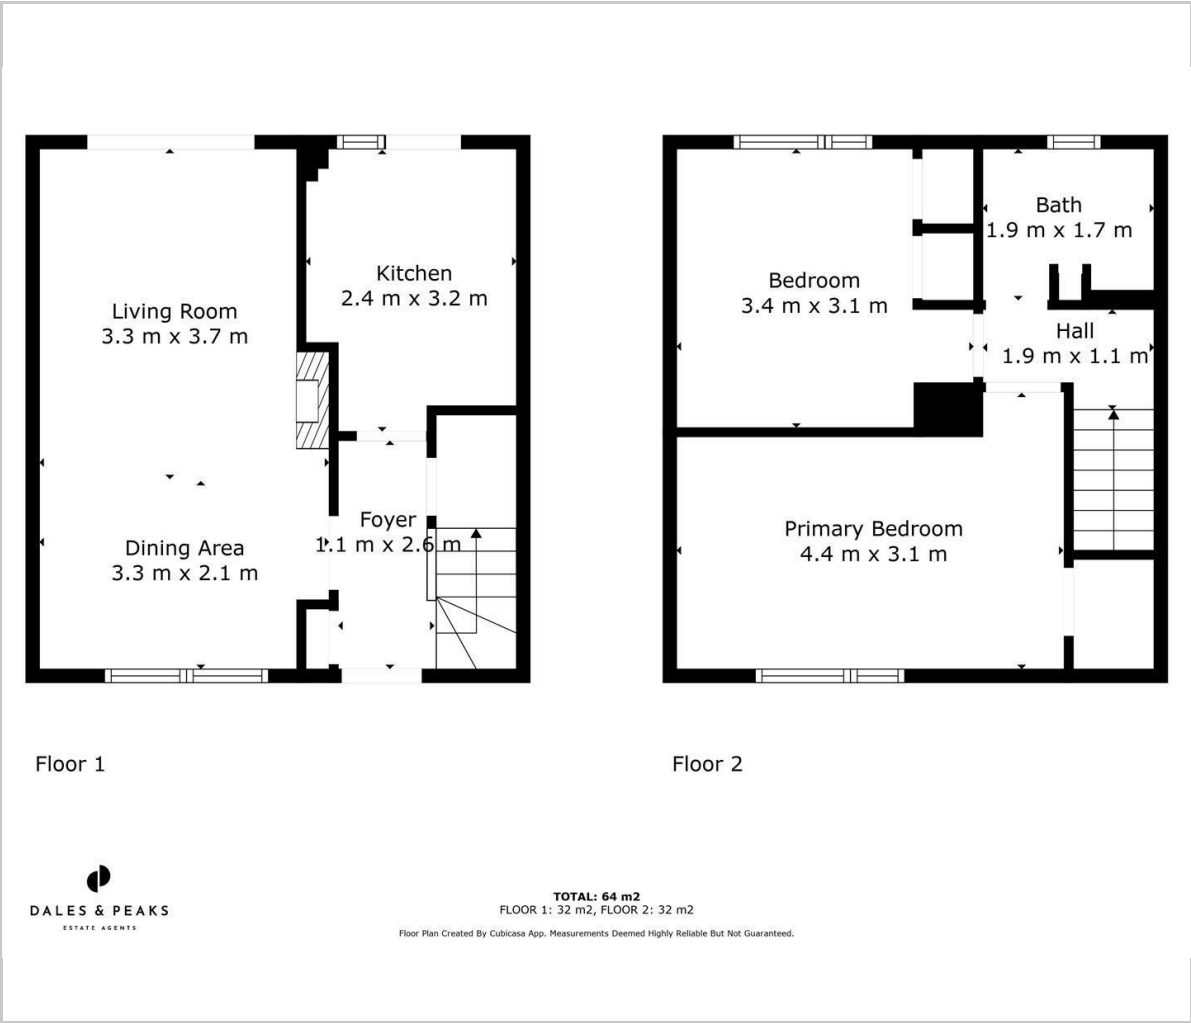 Living Room
3.3 m x 3.7 m
Kitchen
2.4 m x 3.2 m
Foyer
1.1 m x 2.6 m
Dining Area
3.3 m x 2.1 m
Bath
1.9 m x 1.7 m
Bedroom
3.4 m x 3.1 m
Hall
1.9 m x 1.1 m
Primary Bedroom
4.4 m x 3.1 m
Floor 1
Floor 2
DALES & PEAKS
ESTATE AGENTS
TOTAL: 64 m2
FLOOR 1: 32 m2, FLOOR 2: 32 m2
Floor Plan Created By Cubicasa App. Measurements Deemed Highly Reliable But Not Guaranteed.